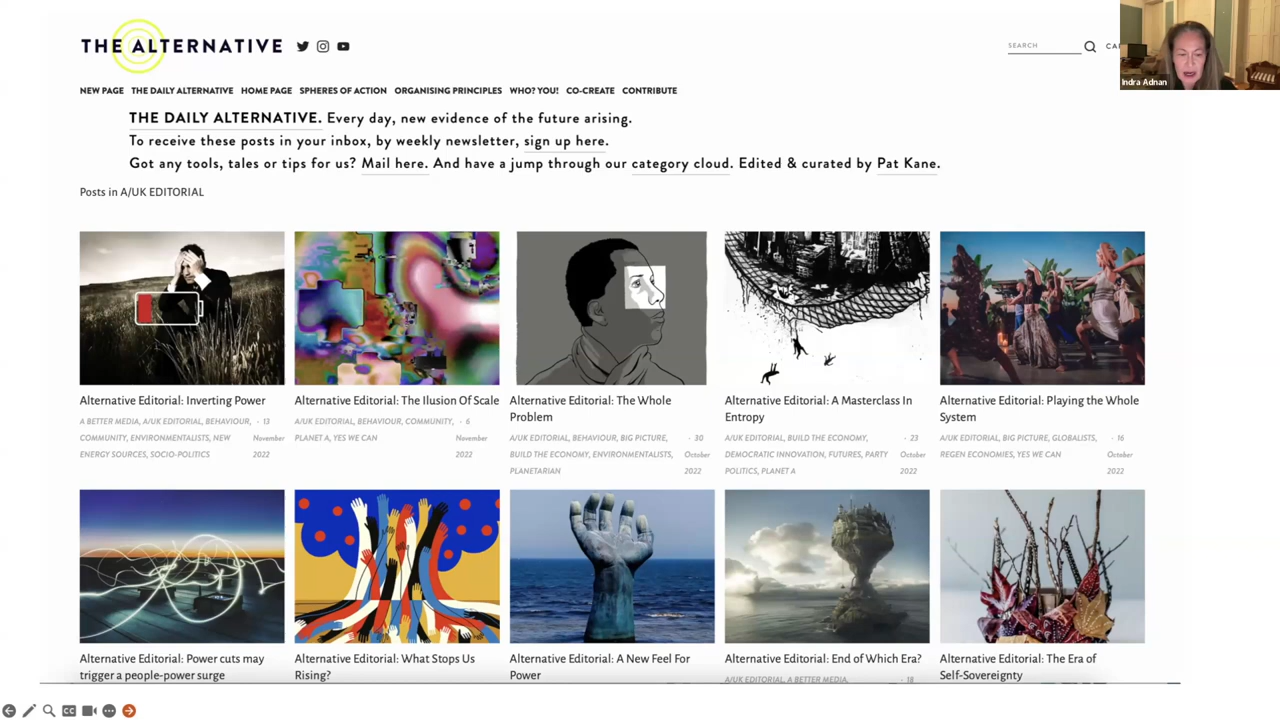 THE ALTERNATIVE
SEARCH
Indra Adnan
NEW PAGE THE DAILY ALTERNATIVE HOME PAGE SPHERES OF ACTION ORGANISING PRINCIPLES WHO? YOU! CO-CREATE CONTRIBUTE
THE DAILY ALTERNATIVE. Every day, new evidence of the future arising.
To receive these posts in your inbox, by weekly newsletter, sign up here.
Got any tools, tales or tips for us? Mail here. And have a jump through our category cloud. Edited & curated by Pat Kane.
Posts in A/UK EDITORIAL
Alternative Editorial: Inverting Power
A BETTER MEDIA, A/UK EDITORIAL, BEHAVIOUR, · 13
COMMUNITY, ENVIRONMENTALISTS, NEW November
ENERGY SOURCES, SOCIO-POLITICS 2022
Alternative Editorial: The Ilusion Of Scale
A/UK EDITORIAL, BEHAVIOUR, COMMUNITY, · 6
PLANET A, YES WE CAN November
2022
Alternative Editorial: The Whole
Problem
A/UK EDITORIAL, BEHAVIOUR, BIG PICTURE, · 30
BUILD THE ECONOMY, ENVIRONMENTALISTS, October
PLANETARIAN 2022
Alternative Editorial: A Masterclass In
Entropy
A/UK EDITORIAL, BUILD THE ECONOMY, · 23
DEMOCRATIC INNOVATION, FUTURES, PARTY October
POLITICS, PLANET A 2022
Alternative Editorial: Playing the Whole
System
A/UK EDITORIAL, BIG PICTURE, GLOBALISTS, · 16
REGEN ECONOMIES, YES WE CAN October
2022
Alternative Editorial: Power cuts may
trigger a people-power surge
Alternative Editorial: What Stops Us
Rising?
Alternative Editorial: A New Feel For
Power
Alternative Editorial: End of Which Era?
A/UK EDITORIAL, A BETTER MEDIA, · 18
Alternative Editorial: The Era of
Self-Sovereignty
CC